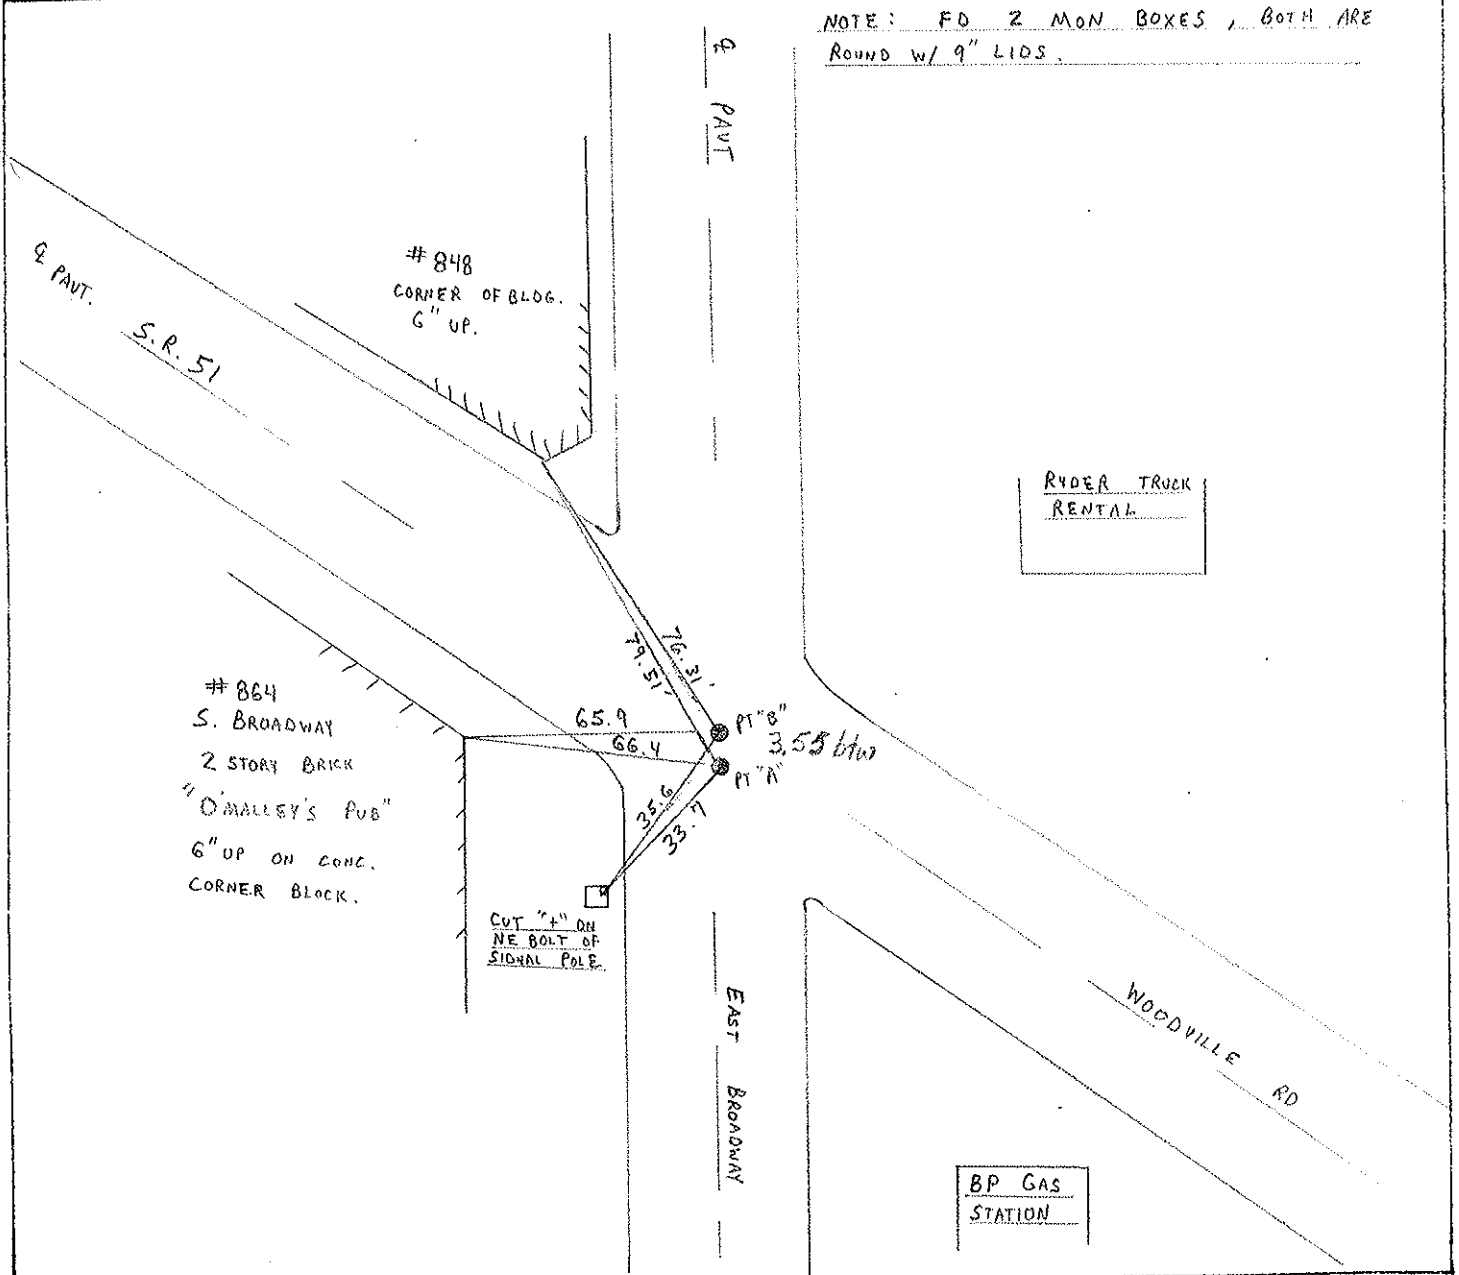 NOTE: FD 2 MON BOXES, BOTH ARE
ROUND W/ 9" LIDS.
℄ PAVT
℄ PAVT.
S.R. 51
# 848
CORNER OF BLDG.
6" UP.
RYDER TRUCK
RENTAL
79.51'
76.31'
# 864
S. BROADWAY
2 STORY BRICK
"O'MALLEY'S PUB"
6" UP ON CONC.
CORNER BLOCK.
65.9
66.4
PT "B"
3.55 btw
PT "A"
35.6
33.7
CUT "+" ON
NE BOLT OF
SIGNAL POLE
EAST BROADWAY
WOODVILLE RD
BP GAS
STATION